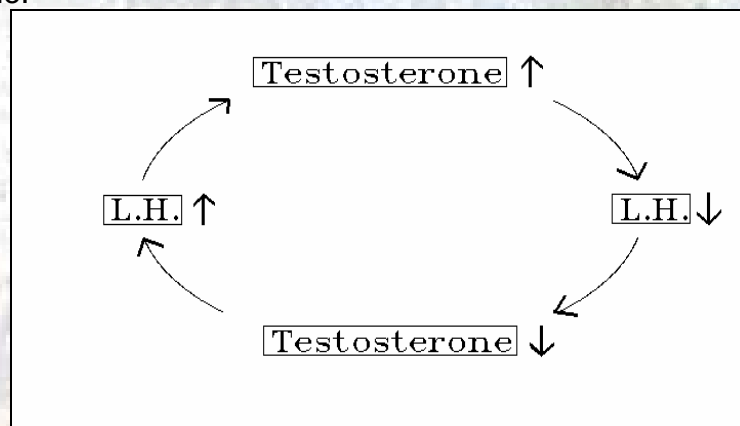 Testosterone ↑
L.H. ↑
L.H. ↓
Testosterone ↓